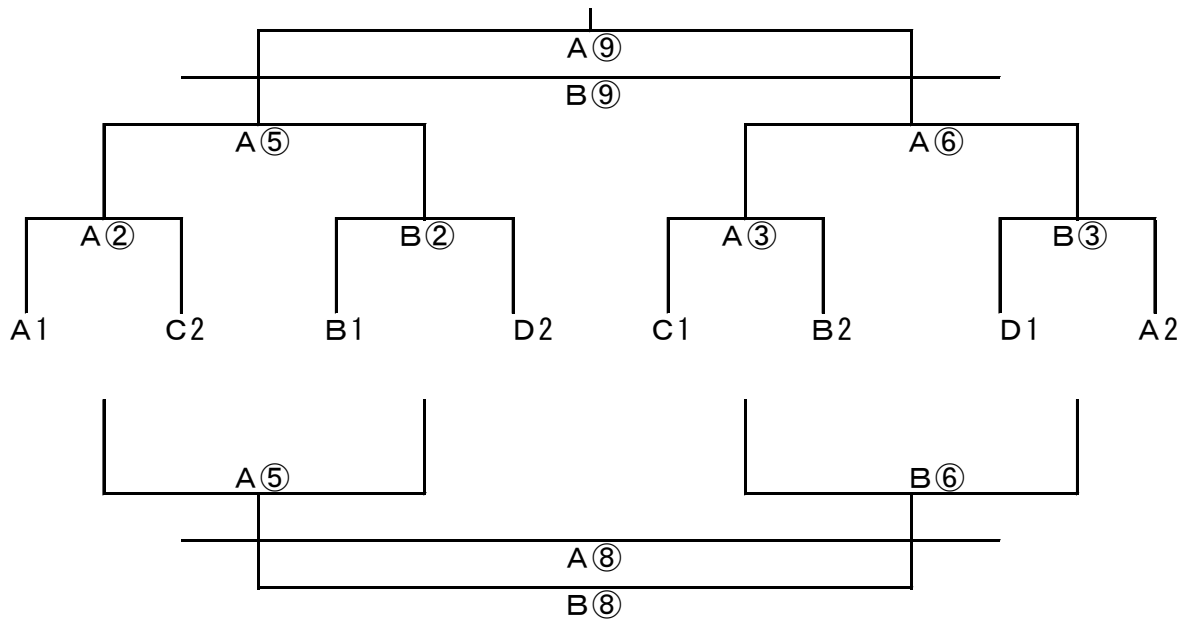 A⑨
B⑨
A⑤ A⑥
A② B② A③ B③
A1 C2 B1 D2 C1 B2 D1 A2
A⑤ B⑥
A⑧
B⑧